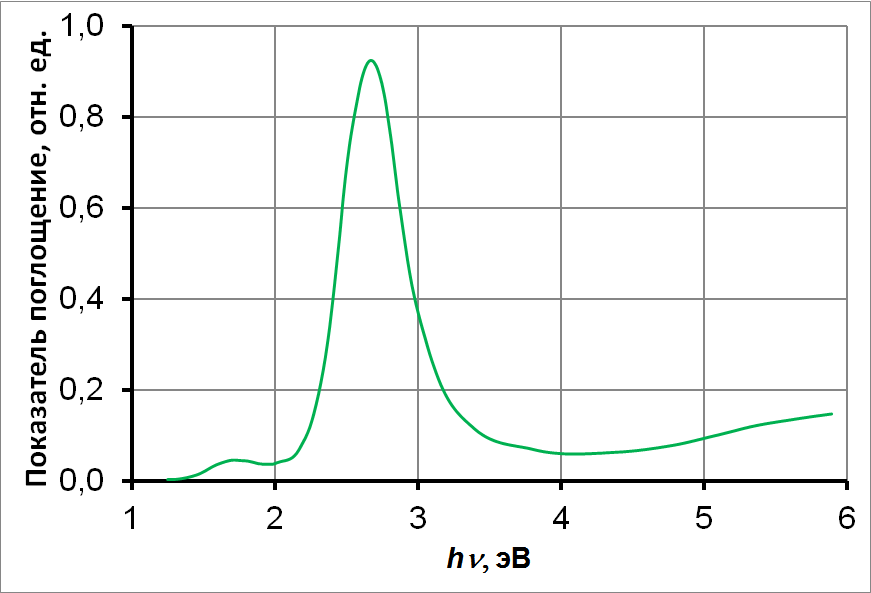 Показатель поглощение, отн. ед.
1,0
0,8
0,6
0,4
0,2
0,0
1 2 3 4 5 6
hν, эВ